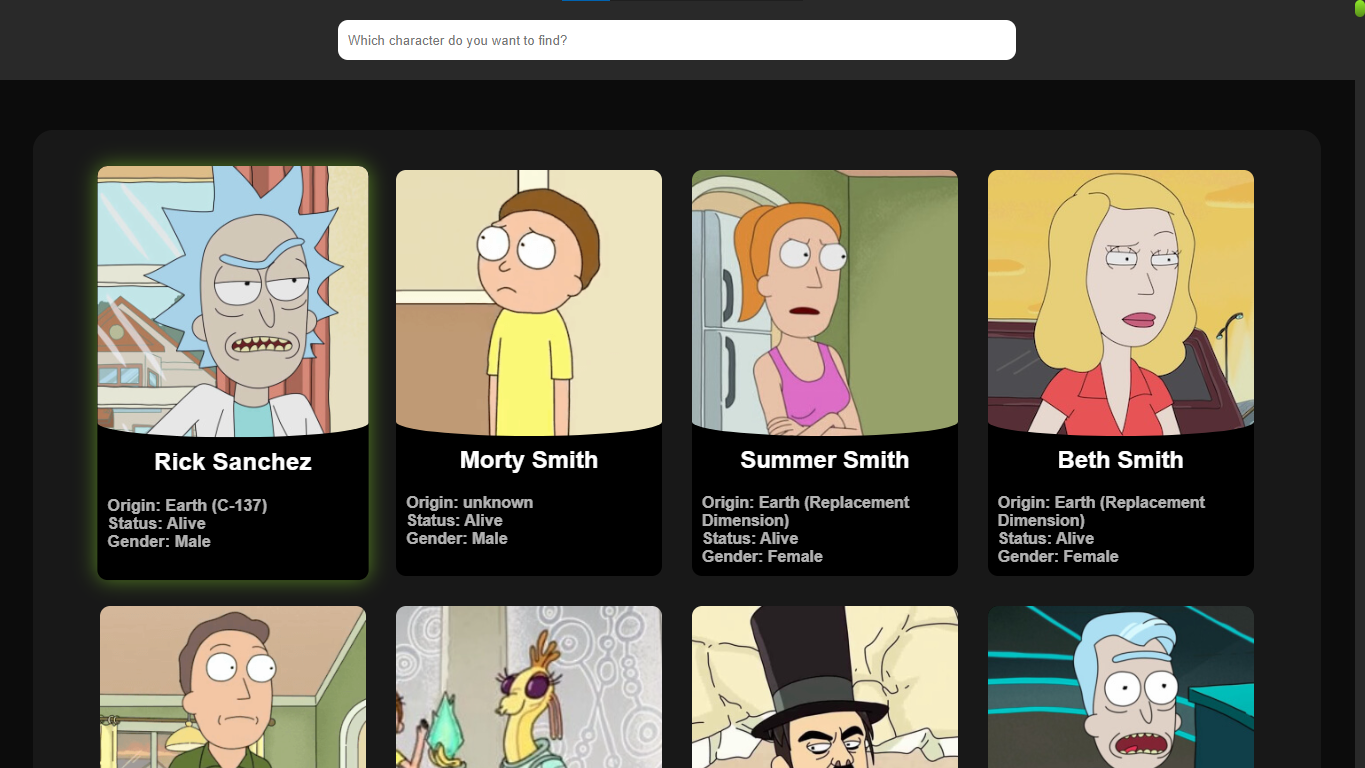 Which character do you want to find?
Rick Sanchez
Origin: Earth (C-137)
Status: Alive
Gender: Male
Morty Smith
Origin: unknown
Status: Alive
Gender: Male
Summer Smith
Origin: Earth (Replacement
Dimension)
Status: Alive
Gender: Female
Beth Smith
Origin: Earth (Replacement
Dimension)
Status: Alive
Gender: Female